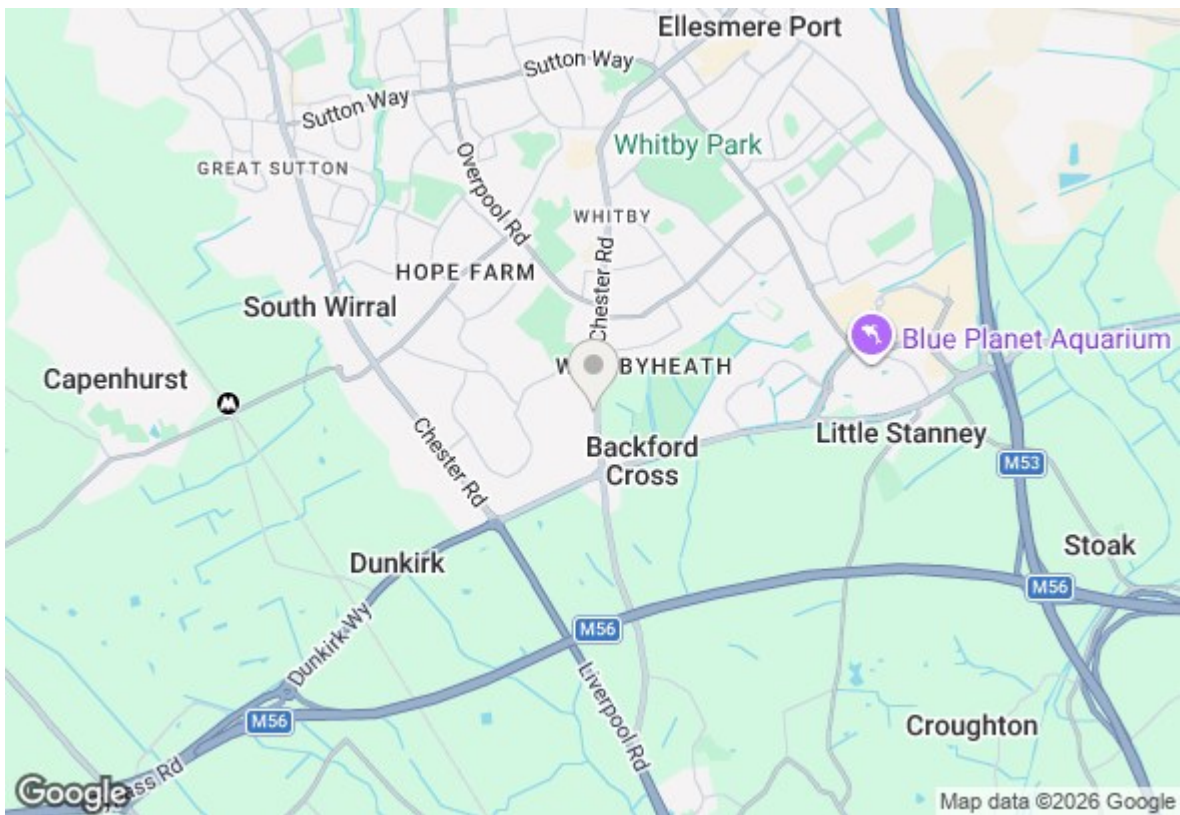 Ellesmere Port
Sutton Way
Sutton Way
Whitby Park
GREAT SUTTON
Overpool Rd
WHITBY
Chester Rd
HOPE FARM
South Wirral
Blue Planet Aquarium
BYHEATH
Capenhurst
Chester Rd
Little Stanney
Backford
Cross
M53
Stoak
Dunkirk
M56
Dunkirk Wy
M56
Liverpool Rd
M56
Croughton
Rd
Google
Map data ©2026 Google